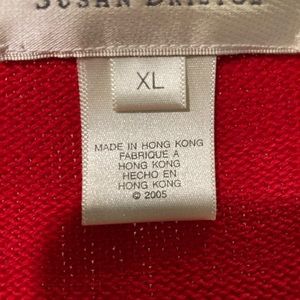 SUSAN BRISTOL
XL
MADE IN HONG KONG
FABRIQUE A
HONG KONG
HECHO EN
HONG KONG
© 2005